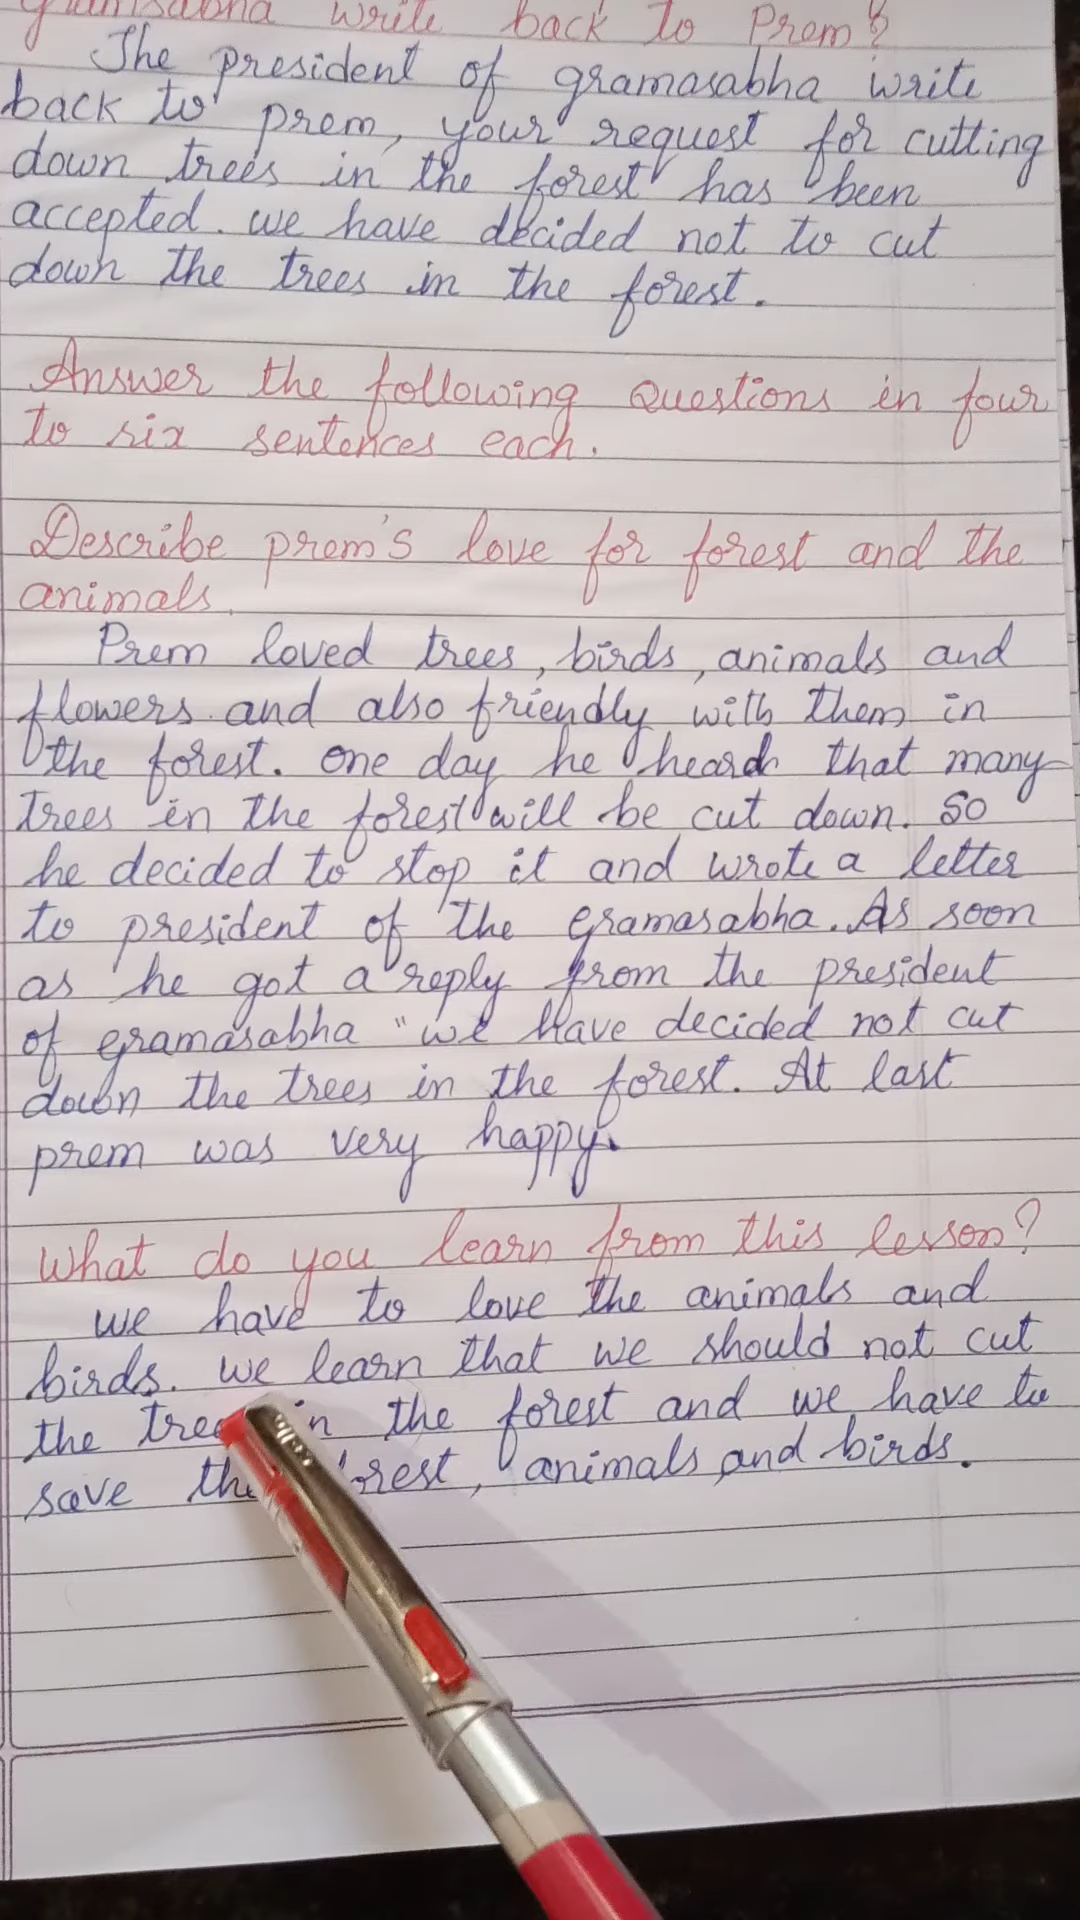 write back to Prem?
The president of gramasabha write
back to prem, your request for cutting
down trees in the forest has been
accepted. we have decided not to cut
down the trees in the forest.
Answer the following Questions in four
to six sentences each.
Describe prem's love for forest and the
animals.
Prem loved trees, birds, animals and
flowers and also friendly with them in
the forest. One day he heard that many
trees in the forest will be cut down. So
he decided to stop it and wrote a letter
to president of the Gramasabha. As soon
as he got a reply from the president
of Gramasabha "we have decided not cut
down the trees in the forest. At last
prem was very happy.
What do you learn from this lesson?
we have to love the animals and
birds. we learn that we should not cut
the in the forest and we have to
save animals and birds.